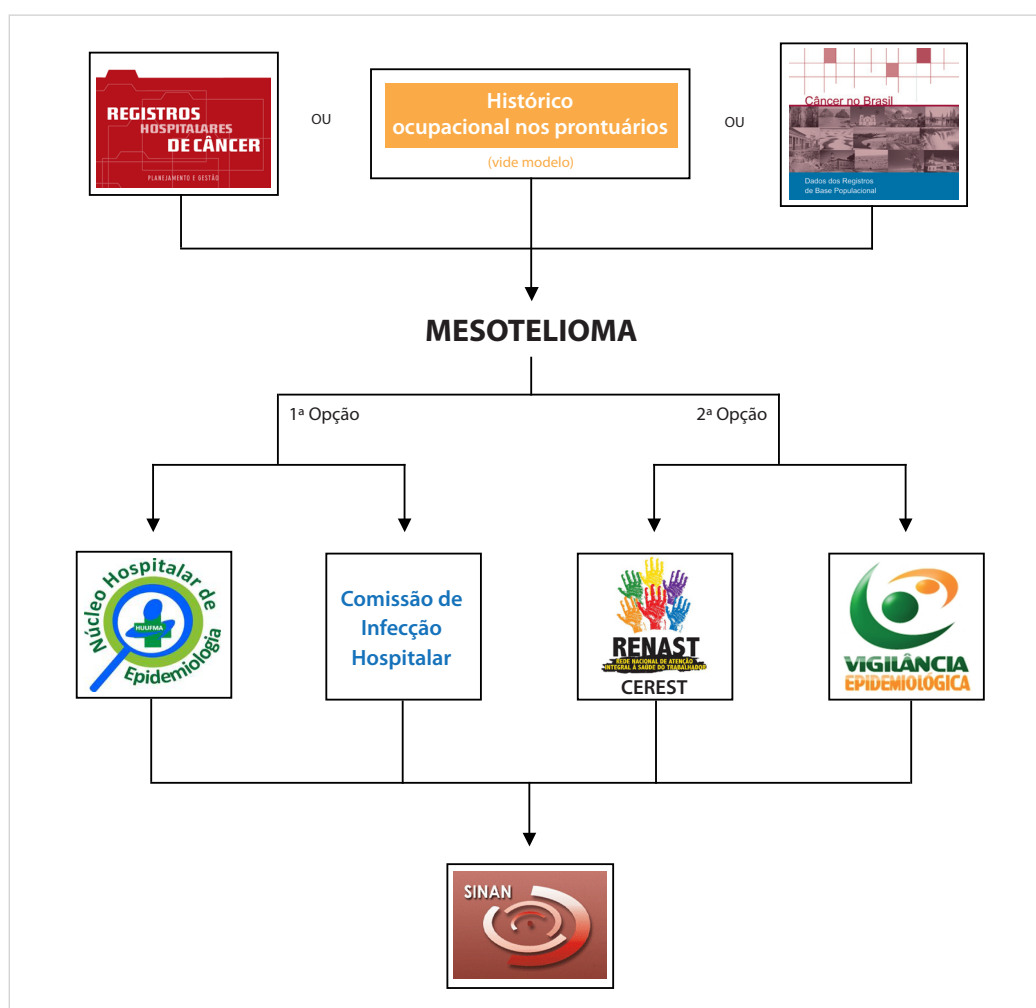 REGISTROS
HOSPITALARES
DE CÂNCER
PLANEJAMENTO E GESTÃO
OU
Histórico
ocupacional nos prontuários
(vide modelo)
OU
Câncer no Brasil
Dados dos Registros
de Base Populacional
MESOTELIOMA
1ª Opção
2ª Opção
Núcleo Hospitalar de
HUUFMA
Epidemiologia
Comissão de
Infecção
Hospitalar
RENAST
REDE NACIONAL DE ATENÇÃO
INTEGRAL À SAÚDE DO TRABALHADOR
CEREST
VIGILÂNCIA
EPIDEMIOLÓGICA
SINAN